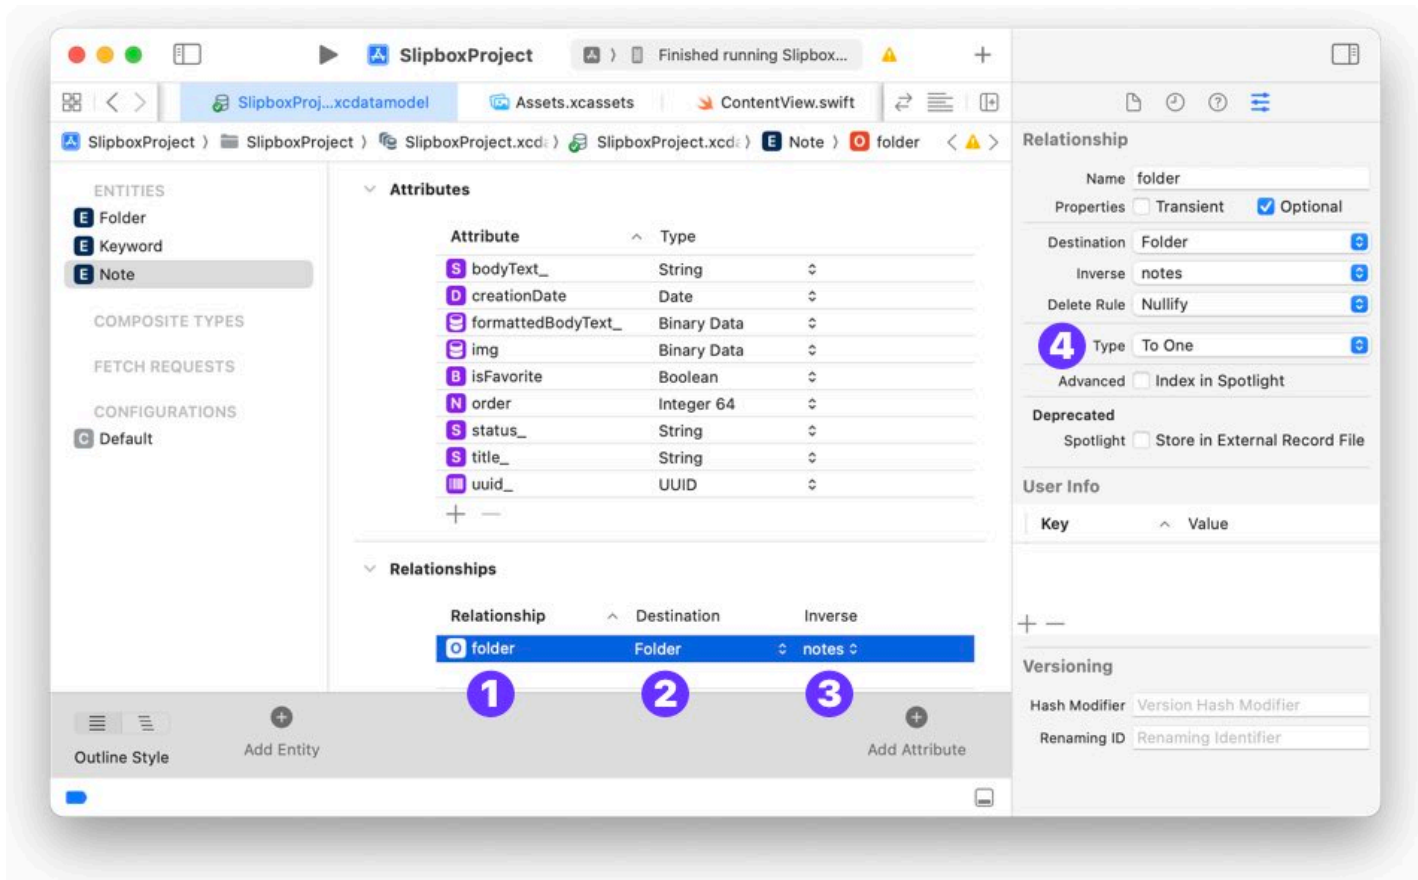 SlipboxProject
Finished running Slipbox...
SlipboxProj...xcdatamodel
Assets.xcassets
ContentView.swift
SlipboxProject
SlipboxProject
SlipboxProject.xcd
SlipboxProject.xcd
E Note
O folder
ENTITIES
E Folder
E Keyword
E Note
COMPOSITE TYPES
FETCH REQUESTS
CONFIGURATIONS
C Default
Attributes
Attribute Type
S bodyText_ String
D creationDate Date
formattedBodyText_ Binary Data
img Binary Data
B isFavorite Boolean
N order Integer 64
S status_ String
S title_ String
uuid_ UUID
Relationships
Relationship Destination Inverse
O folder Folder notes
1 2 3
Outline Style
Add Entity
Add Attribute
Relationship
Name folder
Properties Transient Optional
Destination Folder
Inverse notes
Delete Rule Nullify
4 Type To One
Advanced Index in Spotlight
Deprecated
Spotlight Store in External Record File
User Info
Key Value
Versioning
Hash Modifier Version Hash Modifier
Renaming ID Renaming Identifier